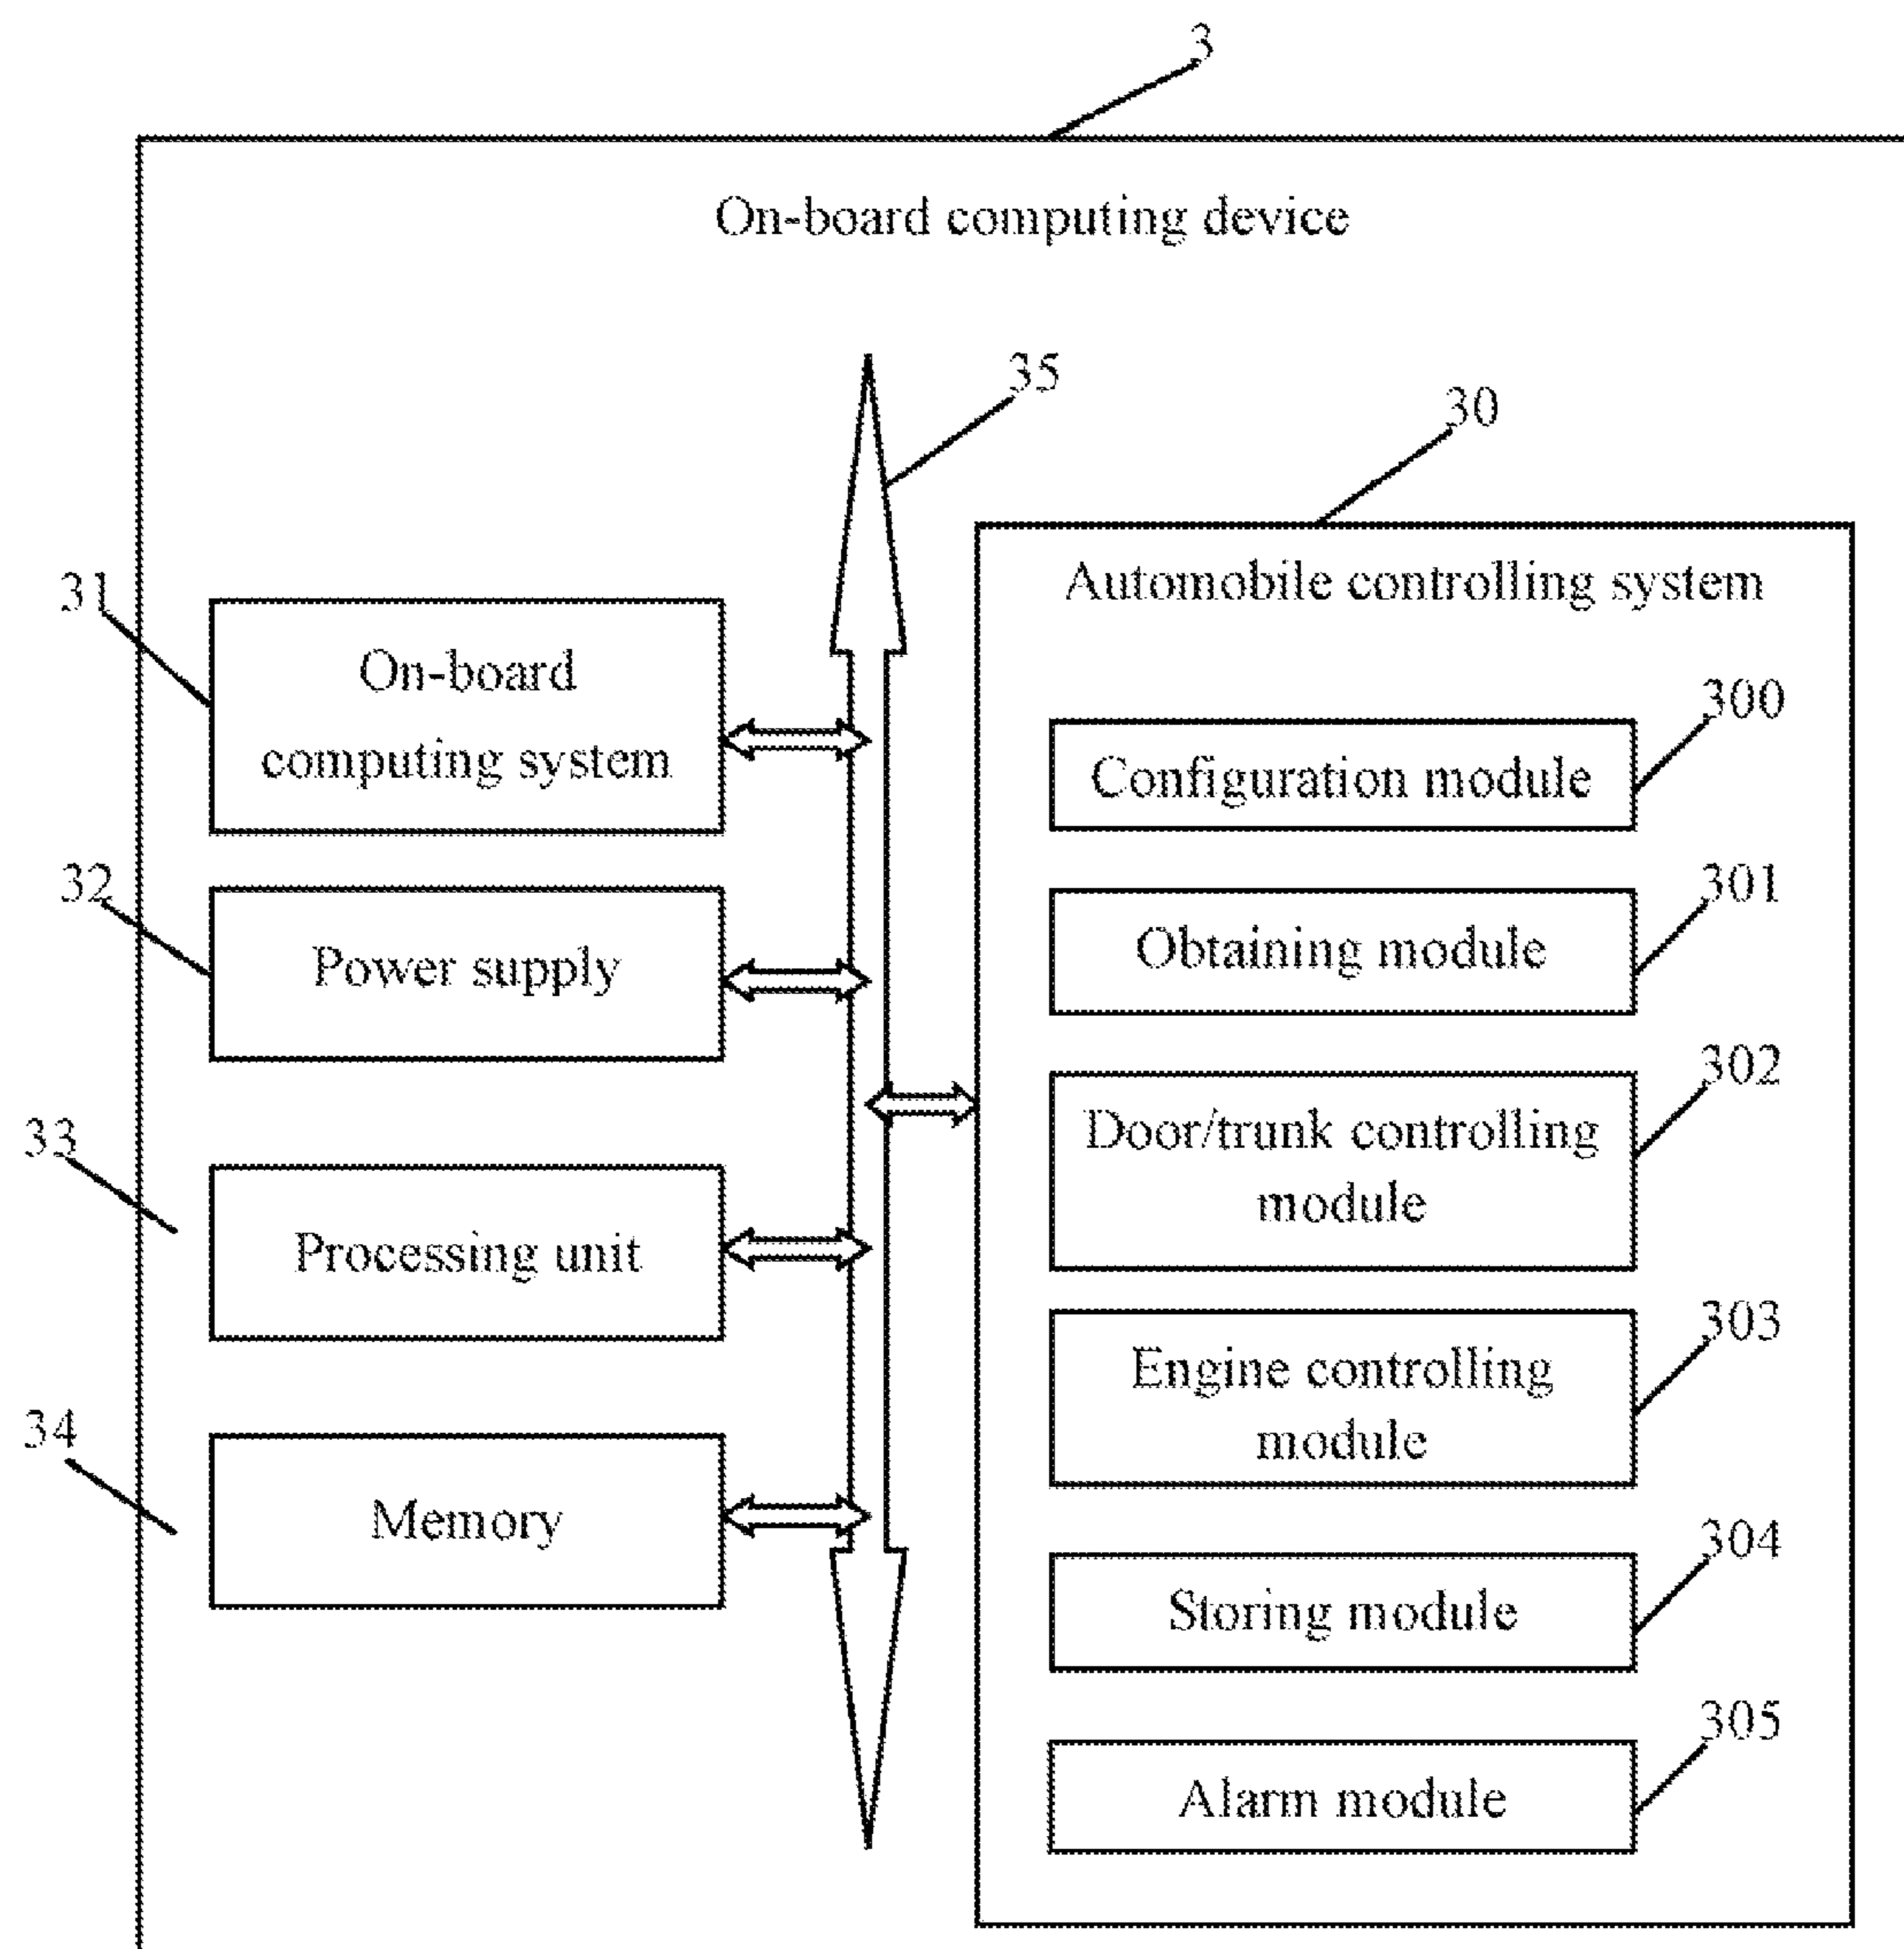 3
On-board computing device
35
30
31
On-board
computing system
32
Power supply
33
Processing unit
34
Memory
Automobile controlling system
300
Configuration module
301
Obtaining module
302
Door/trunk controlling
module
303
Engine controlling
module
304
Storing module
305
Alarm module